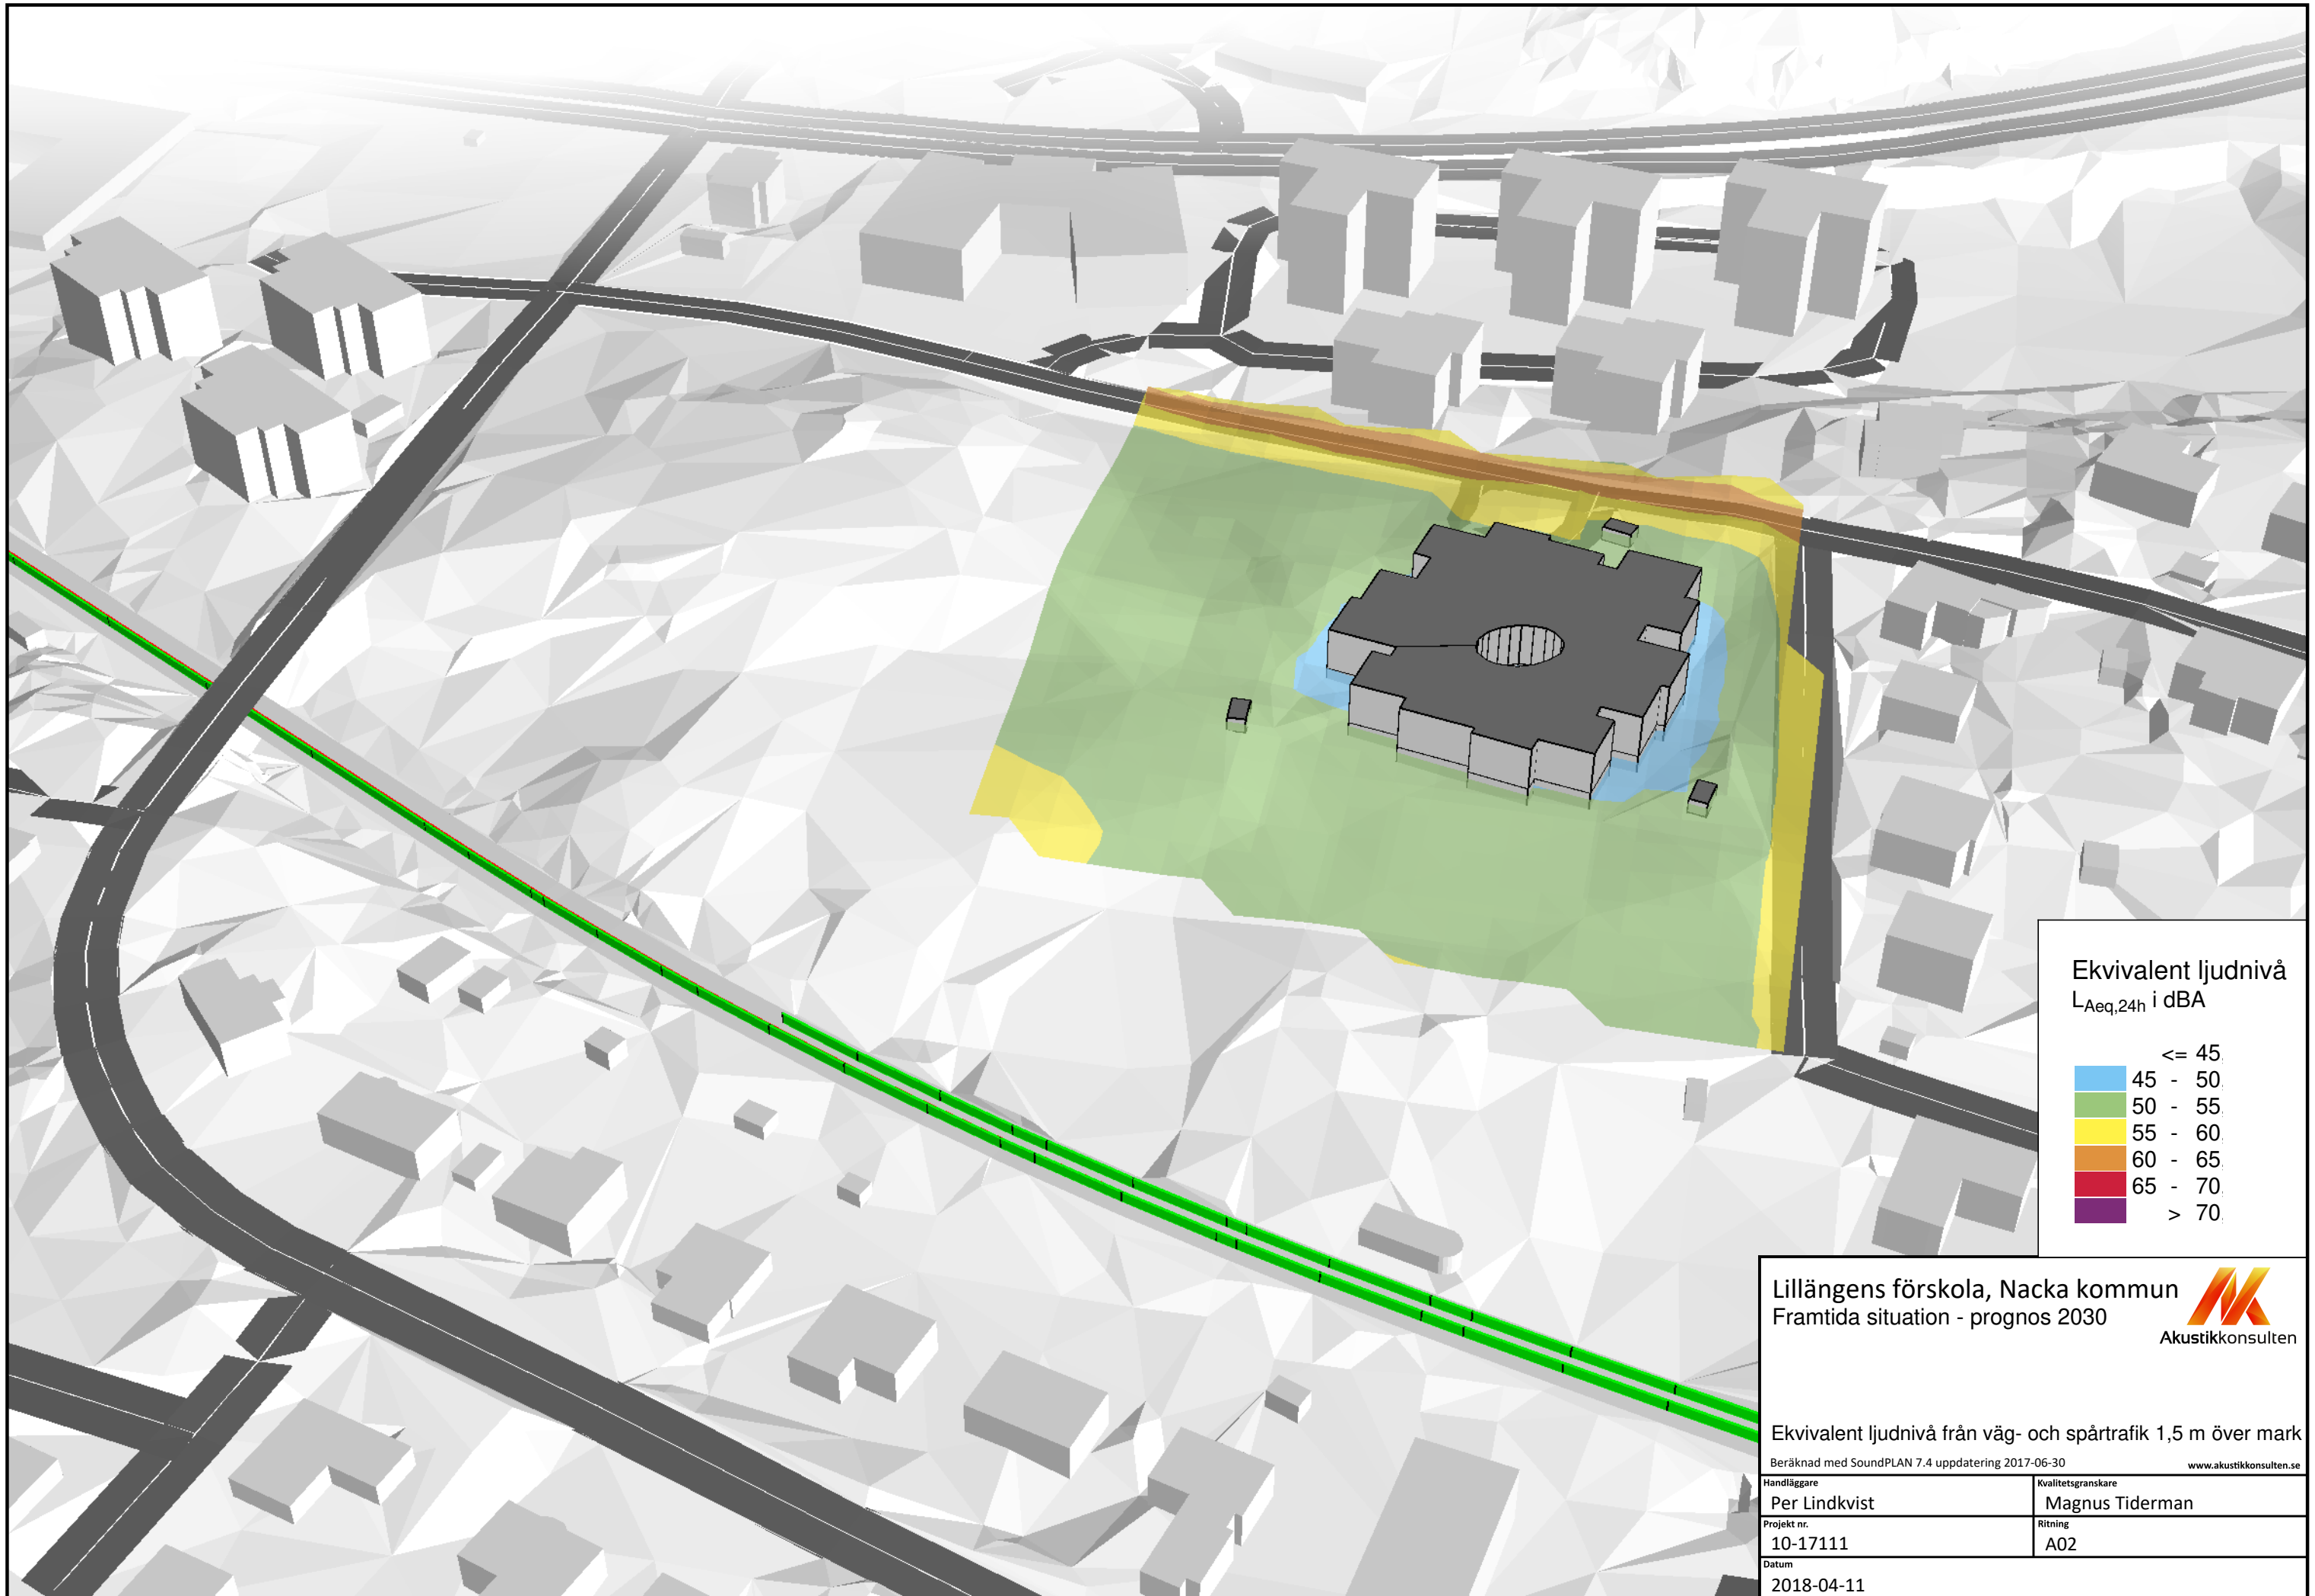 Ekvivalent ljudnivå
LAeq,24h i dBA
<= 45
45 - 50
50 - 55
55 - 60
60 - 65
65 - 70
> 70
Lillängens förskola, Nacka kommun
Framtida situation - prognos 2030
Akustikkonsulten
Ekvivalent ljudnivå från väg- och spårtrafik 1,5 m över mark
Beräknad med SoundPLAN 7.4 uppdatering 2017-06-30
www.akustikkonsulten.se
Handläggare
Per Lindkvist
Kvalitetsgranskare
Magnus Tiderman
Projekt nr.
10-17111
Ritning
A02
Datum
2018-04-11